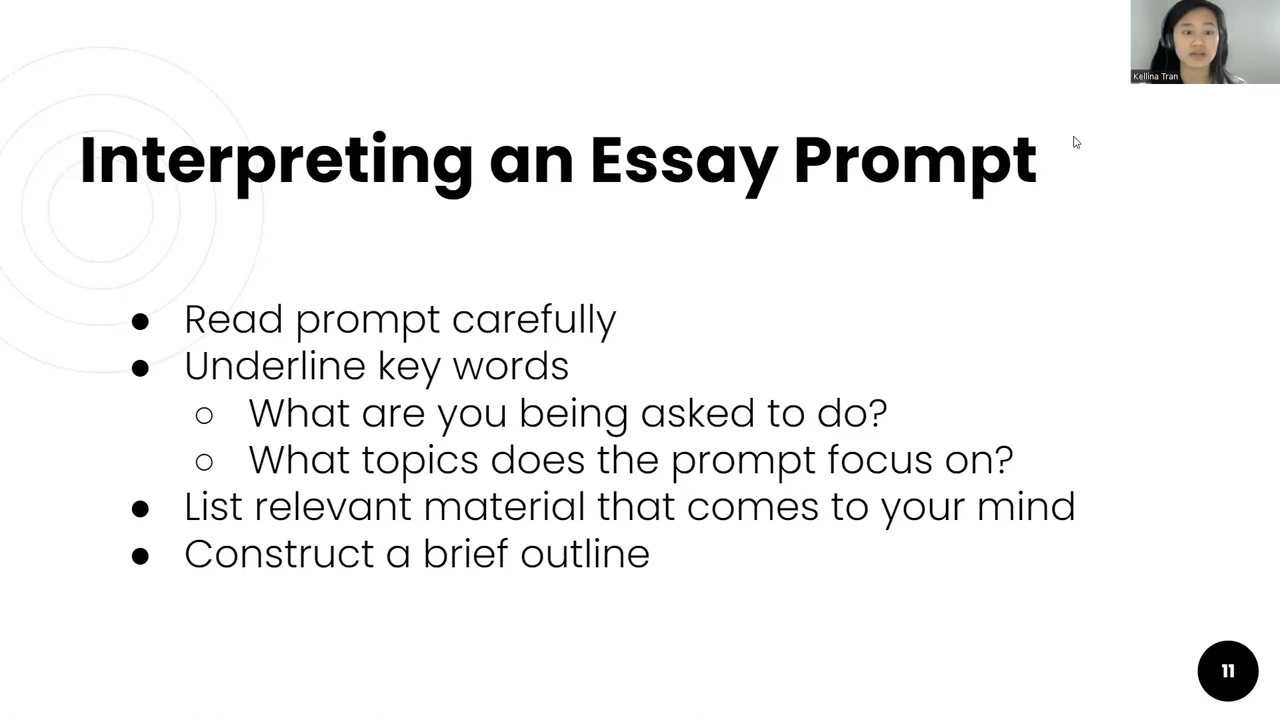 Kellina Tran
Interpreting an Essay Prompt
● Read prompt carefully
● Underline key words
○ What are you being asked to do?
○ What topics does the prompt focus on?
● List relevant material that comes to your mind
● Construct a brief outline
11